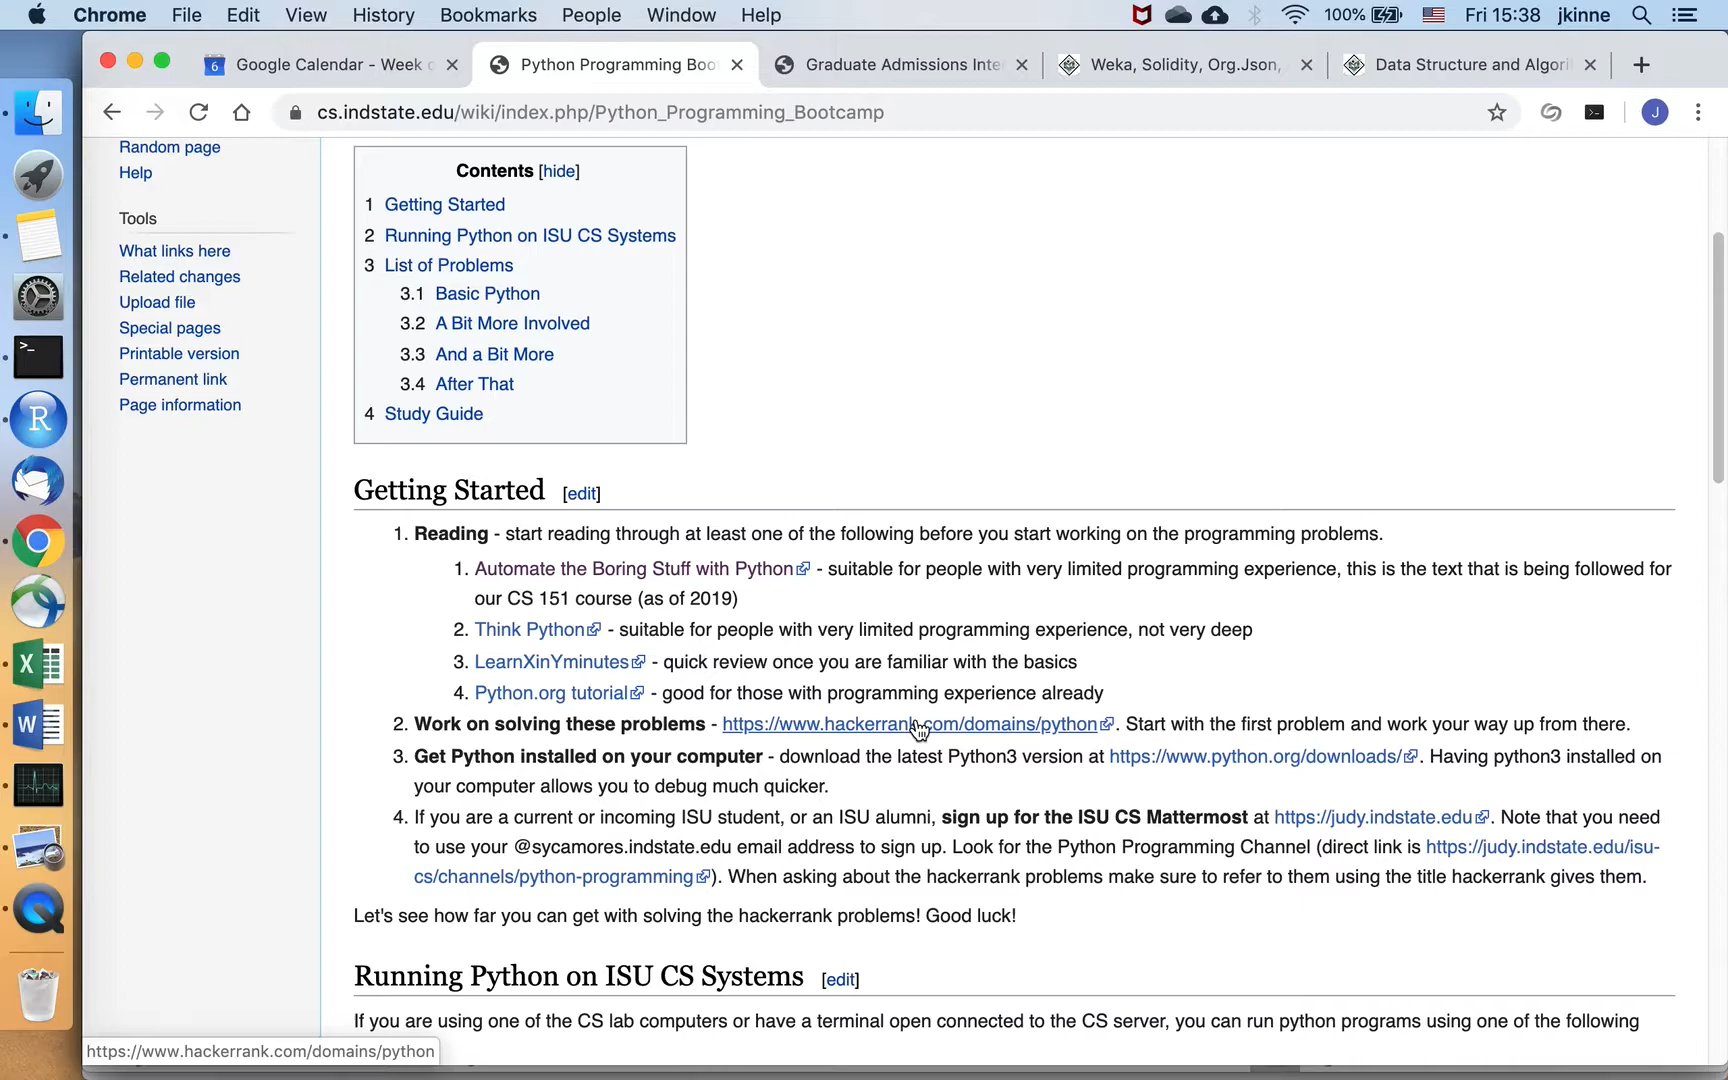 Chrome File Edit View History Bookmarks People Window Help 100% Fri 15:38 jkinne
6 Google Calendar - Week Python Programming Boo Graduate Admissions Inte Weka, Solidity, Org.Json, Data Structure and Algori
cs.indstate.edu/wiki/index.php/Python_Programming_Bootcamp J
Random page
Help
Tools
What links here
Related changes
Upload file
Special pages
Printable version
Permanent link
Page information
Contents [hide]
1 Getting Started
2 Running Python on ISU CS Systems
3 List of Problems
3.1 Basic Python
3.2 A Bit More Involved
3.3 And a Bit More
3.4 After That
4 Study Guide
Getting Started [edit]
1. Reading - start reading through at least one of the following before you start working on the programming problems.
1. Automate the Boring Stuff with Python - suitable for people with very limited programming experience, this is the text that is being followed for
our CS 151 course (as of 2019)
2. Think Python - suitable for people with very limited programming experience, not very deep
3. LearnXinYminutes - quick review once you are familiar with the basics
4. Python.org tutorial - good for those with programming experience already
2. Work on solving these problems - https://www.hackerrank.com/domains/python. Start with the first problem and work your way up from there.
3. Get Python installed on your computer - download the latest Python3 version at https://www.python.org/downloads/. Having python3 installed on
your computer allows you to debug much quicker.
4. If you are a current or incoming ISU student, or an ISU alumni, sign up for the ISU CS Mattermost at https://judy.indstate.edu. Note that you need
to use your @sycamores.indstate.edu email address to sign up. Look for the Python Programming Channel (direct link is https://judy.indstate.edu/isu-
cs/channels/python-programming). When asking about the hackerrank problems make sure to refer to them using the title hackerrank gives them.
Let's see how far you can get with solving the hackerrank problems! Good luck!
Running Python on ISU CS Systems [edit]
If you are using one of the CS lab computers or have a terminal open connected to the CS server, you can run python programs using one of the following
https://www.hackerrank.com/domains/python